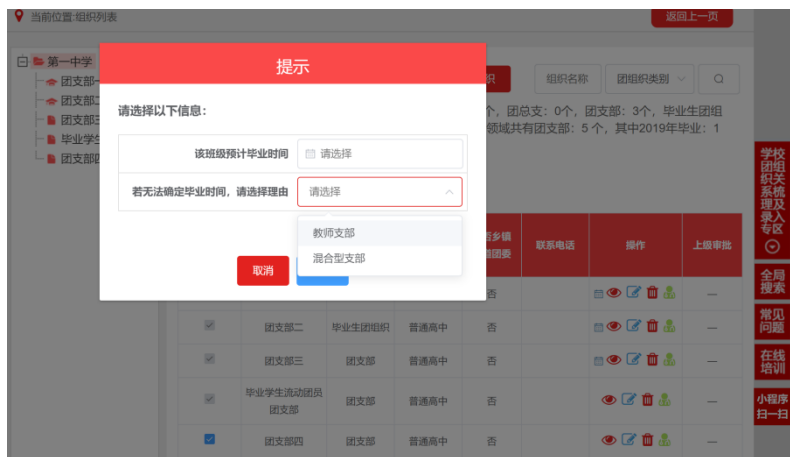 当前位置:组织列表
返回上一页
第一中学
团支部一
团支部二
团支部三
毕业学生
团支部四
提示
请选择以下信息：
该班级预计毕业时间 请选择
若无法确定毕业时间，请选择理由 请选择
教师支部
混合型支部
取消
织 组织名称 团组织类别
个，团总支：0个，团支部：3个，毕业生团组
领域共有团支部：5 个，其中2019年毕业：1
否乡镇
道团委
联系电话 操作 上级审批
否 —
团支部二 毕业生团组织 普通高中 否 —
团支部三 团支部 普通高中 否 —
毕业学生流动团员
团支部
团支部 普通高中 否 —
团支部四 团支部 普通高中 否 —
学校
团组
织关
系统
理及
录入
专区
全局
搜索
常见
问题
在线
培训
小程序
扫一扫